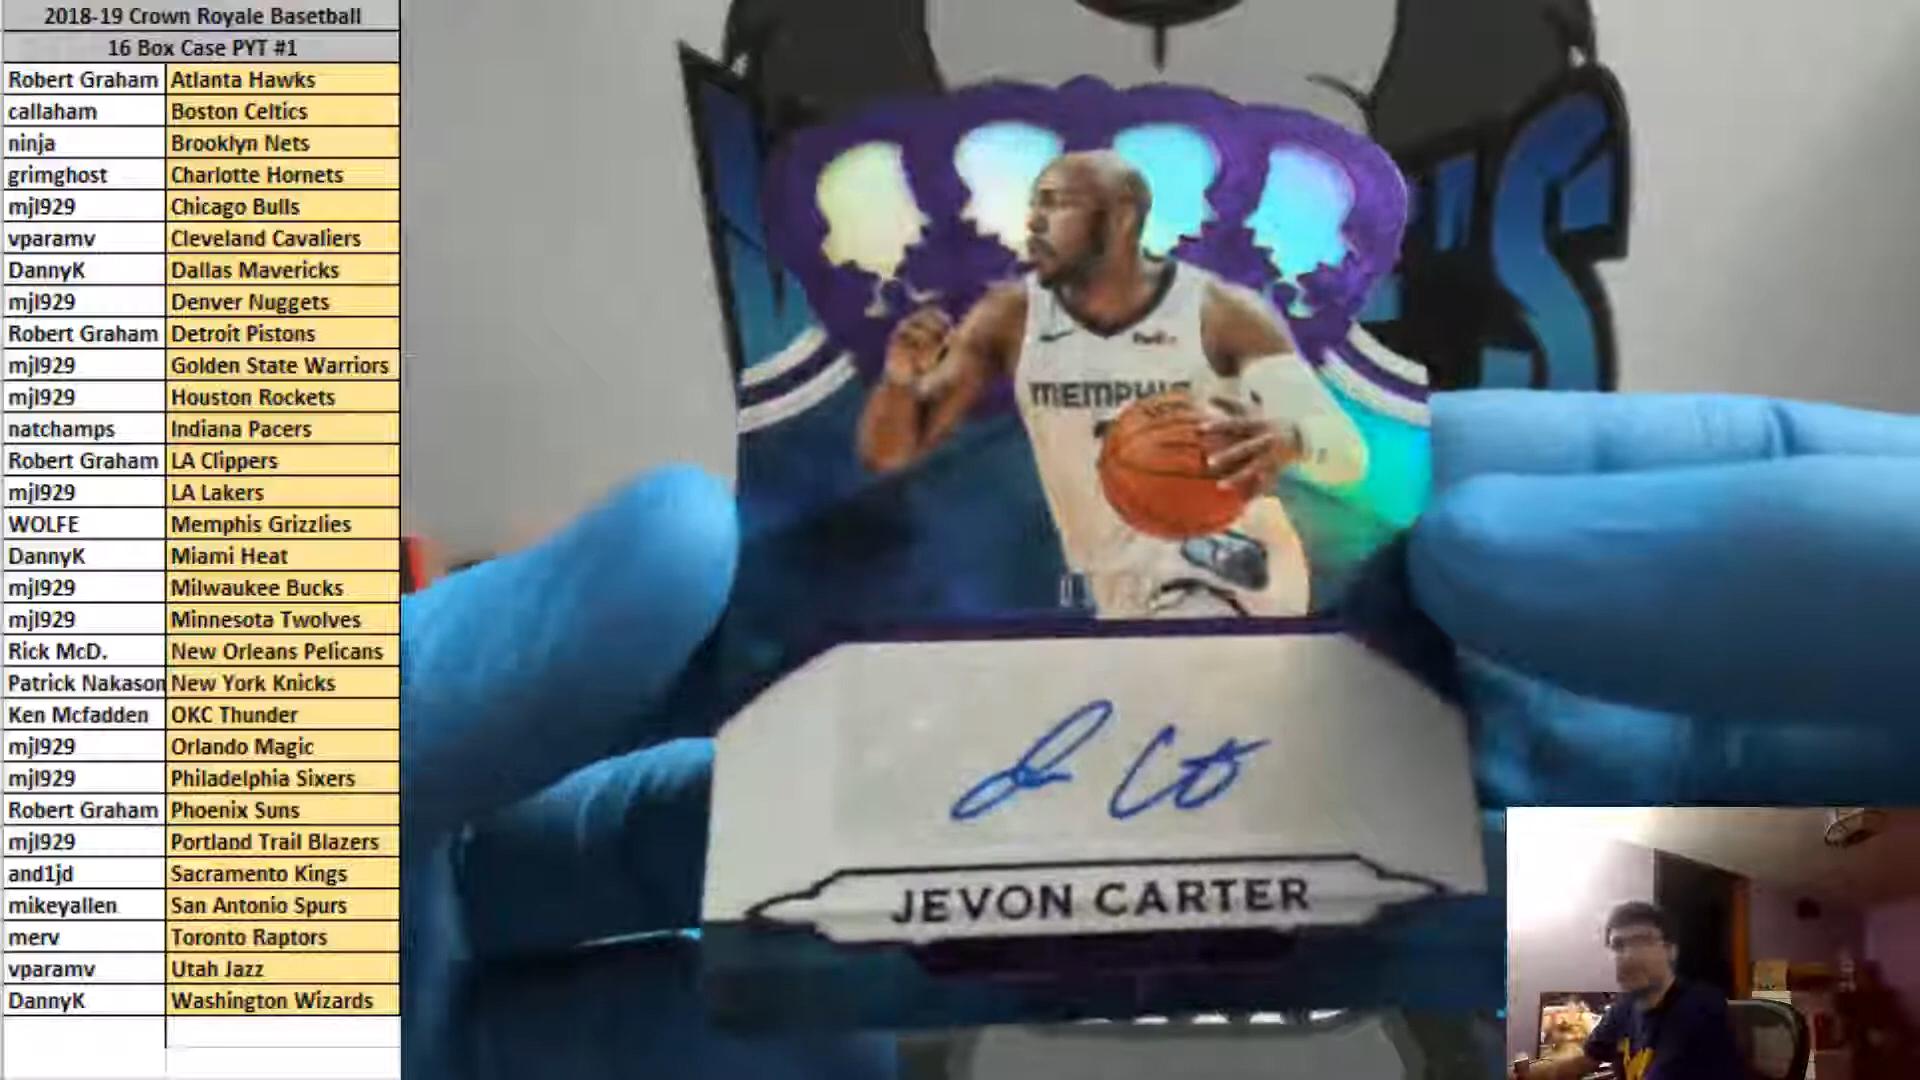 2018-19 Crown Royale Basetball
16 Box Case PYT #1
Robert Graham Atlanta Hawks
callaham Boston Celtics
ninja Brooklyn Nets
grimghost Charlotte Hornets
mjl929 Chicago Bulls
vparamv Cleveland Cavaliers
DannyK Dallas Mavericks
mjl929 Denver Nuggets
Robert Graham Detroit Pistons
mjl929 Golden State Warriors
mjl929 Houston Rockets
natchamps Indiana Pacers
Robert Graham LA Clippers
mjl929 LA Lakers
WOLFE Memphis Grizzlies
DannyK Miami Heat
mjl929 Milwaukee Bucks
mjl929 Minnesota Twolves
Rick McD. New Orleans Pelicans
Patrick Nakason New York Knicks
Ken Mcfadden OKC Thunder
mjl929 Orlando Magic
mjl929 Philadelphia Sixers
Robert Graham Phoenix Suns
mjl929 Portland Trail Blazers
and1jd Sacramento Kings
mikeyallen San Antonio Spurs
merv Toronto Raptors
vparamv Utah Jazz
DannyK Washington Wizards
FedEx
MEMPHIS
JEVON CARTER